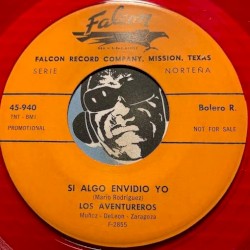 Falcon
FALCON RECORD COMPANY, MISSION, TEXAS
SERIE NORTEÑA
45-940 Bolero R.
TNT - BMI NOT FOR SALE
PROMOTIONAL
SI ALGO ENVIDIO YO
(Mario Rodriguez)
LOS AVENTUREROS
Muñoz - DeLeon - Zaragoza
F-2855